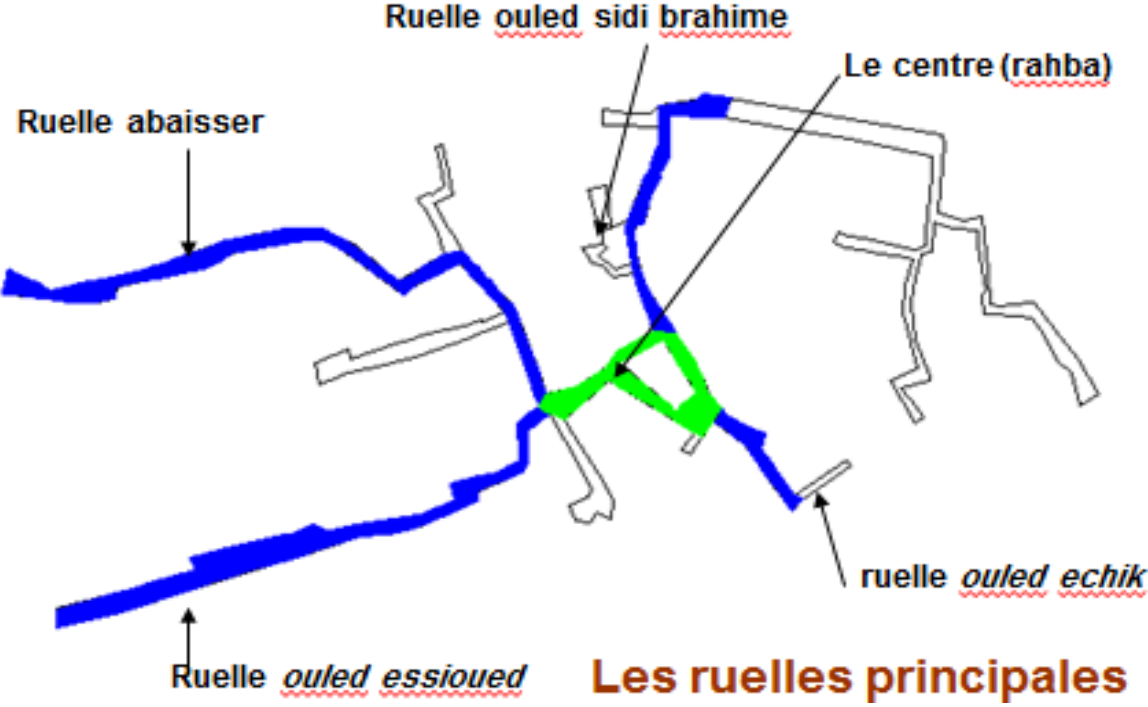 Ruelle ouled sidi brahime
Le centre (rahba)
Ruelle abaisser
ruelle ouled echik
Ruelle ouled essioued
Les ruelles principales